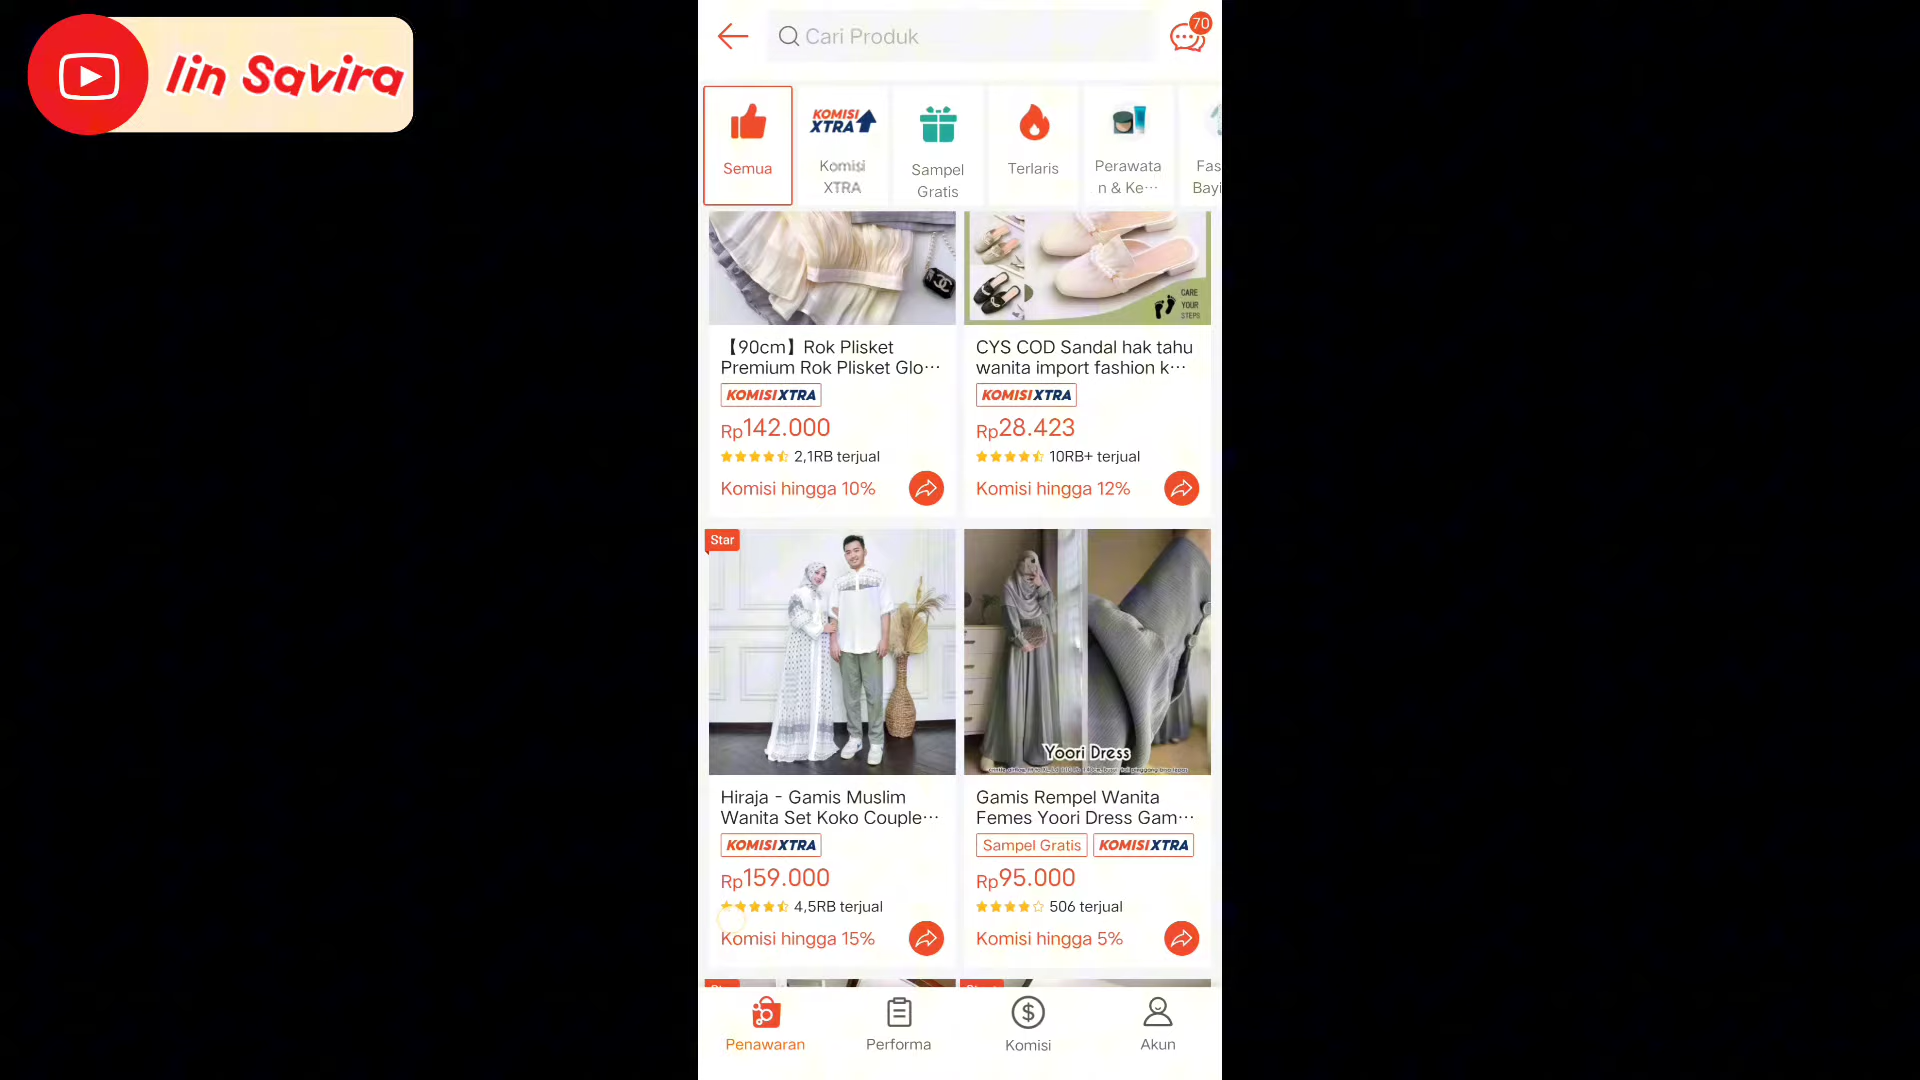 Iin Savira
Cari Produk
70
Semua
KOMISI
XTRA
Komisi
XTRA
Sampel
Gratis
Terlaris
Perawata
n & Ke...
Fas
Bayi
CARE
YOUR
STEPS
【90cm】Rok Plisket
Premium Rok Plisket Glo...
KOMISI XTRA
Rp142.000
2,1RB terjual
Komisi hingga 10%
CYS COD Sandal hak tahu
wanita import fashion k...
KOMISI XTRA
Rp28.423
10RB+ terjual
Komisi hingga 12%
Star
Hiraja - Gamis Muslim
Wanita Set Koko Couple...
KOMISI XTRA
Rp159.000
4,5RB terjual
Komisi hingga 15%
Yoori Dress
Gamis Rempel Wanita
Femes Yoori Dress Gam...
Sampel Gratis KOMISI XTRA
Rp95.000
506 terjual
Komisi hingga 5%
Penawaran
Performa
Komisi
Akun